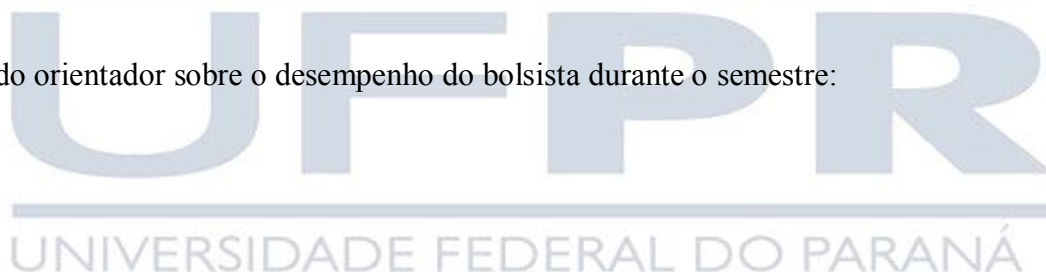 UFPR
do orientador sobre o desempenho do bolsista durante o semestre:
UNIVERSIDADE FEDERAL DO PARANÁ